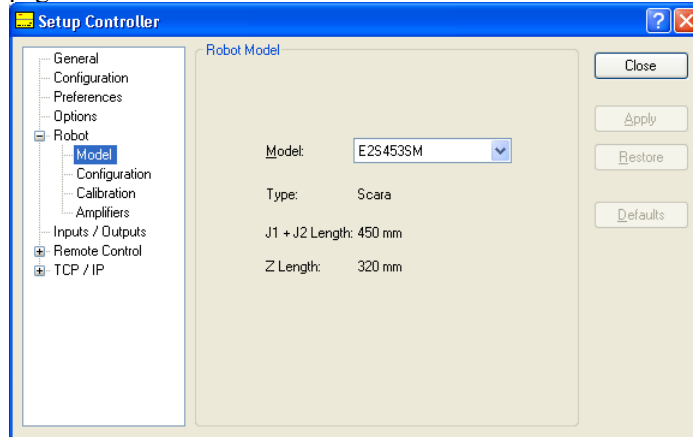 Setup Controller
General
Configuration
Preferences
Options
Robot
Model
Configuration
Calibration
Amplifiers
Inputs / Outputs
Remote Control
TCP / IP
Robot Model
Model: E2S453SM
Type: Scara
J1 + J2 Length: 450 mm
Z Length: 320 mm
Close
Apply
Restore
Defaults